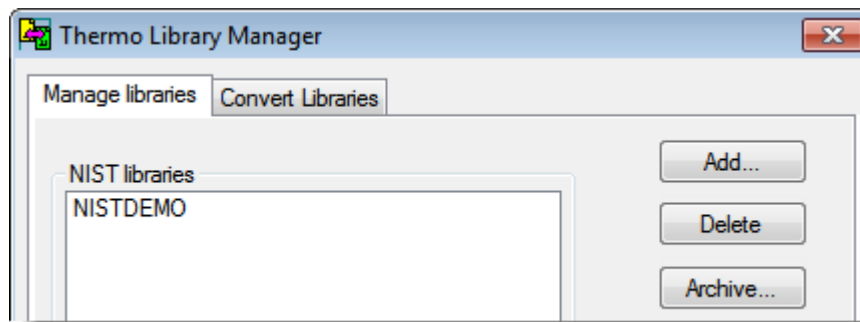 Thermo Library Manager
Manage libraries Convert Libraries
NIST libraries
NISTDEMO
Add...
Delete
Archive...